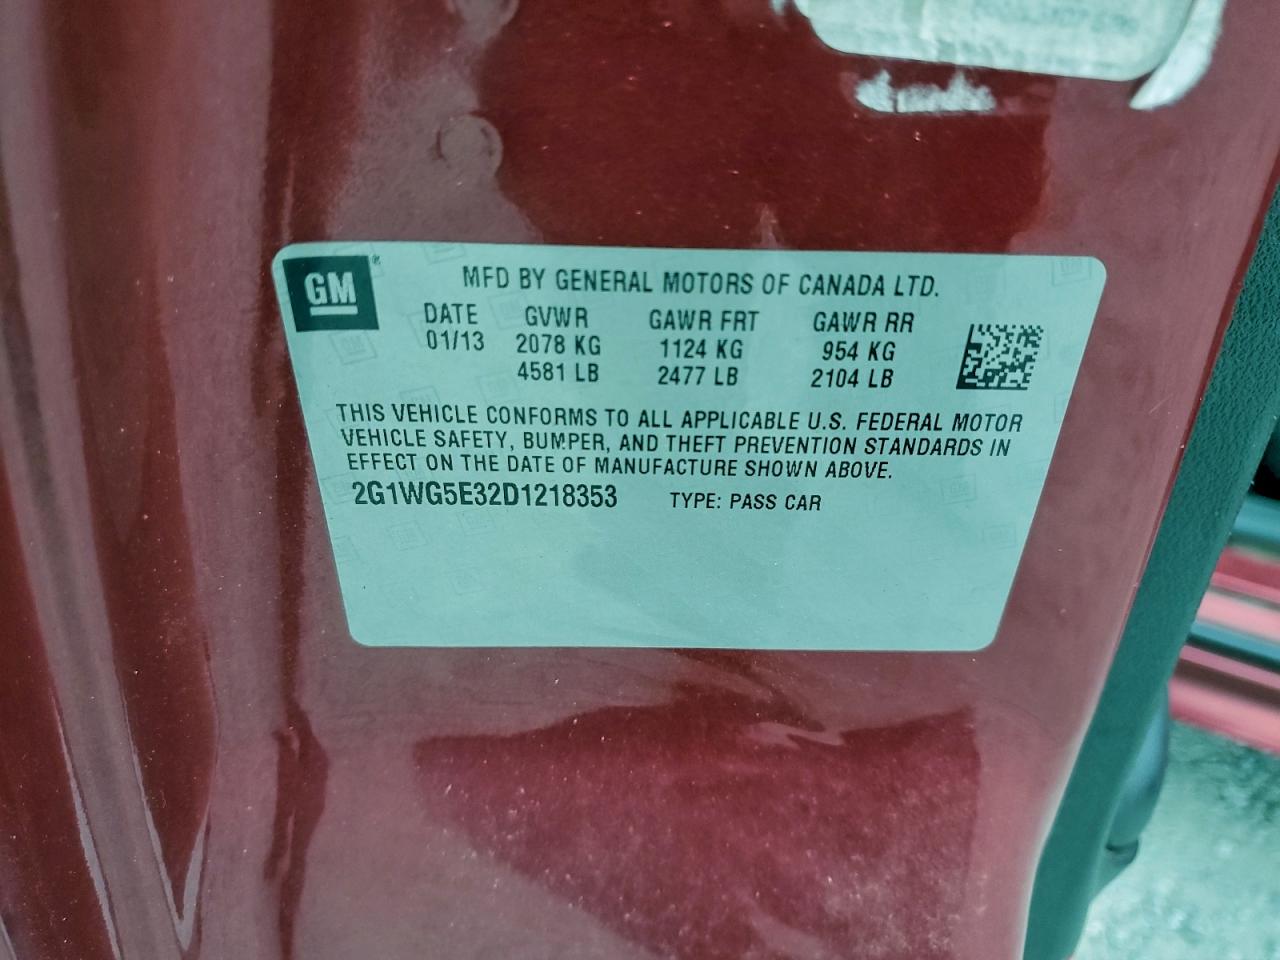 GM®
MFD BY GENERAL MOTORS OF CANADA LTD.
DATE GVWR GAWR FRT GAWR RR
01/13 2078 KG 1124 KG 954 KG
4581 LB 2477 LB 2104 LB
THIS VEHICLE CONFORMS TO ALL APPLICABLE U.S. FEDERAL MOTOR
VEHICLE SAFETY, BUMPER, AND THEFT PREVENTION STANDARDS IN
EFFECT ON THE DATE OF MANUFACTURE SHOWN ABOVE.
2G1WG5E32D1218353 TYPE: PASS CAR